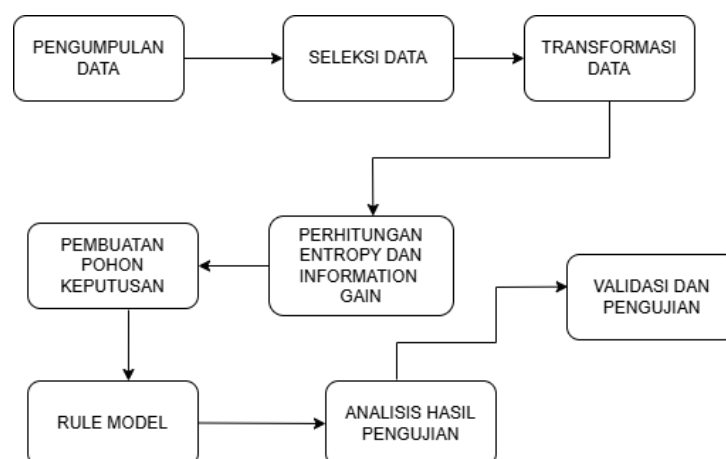 PENGUMPULAN
DATA
SELEKSI DATA
TRANSFORMASI
DATA
PERHITUNGAN
ENTROPY DAN
INFORMATION
GAIN
PEMBUATAN
POHON
KEPUTUSAN
RULE MODEL
ANALISIS HASIL
PENGUJIAN
VALIDASI DAN
PENGUJIAN